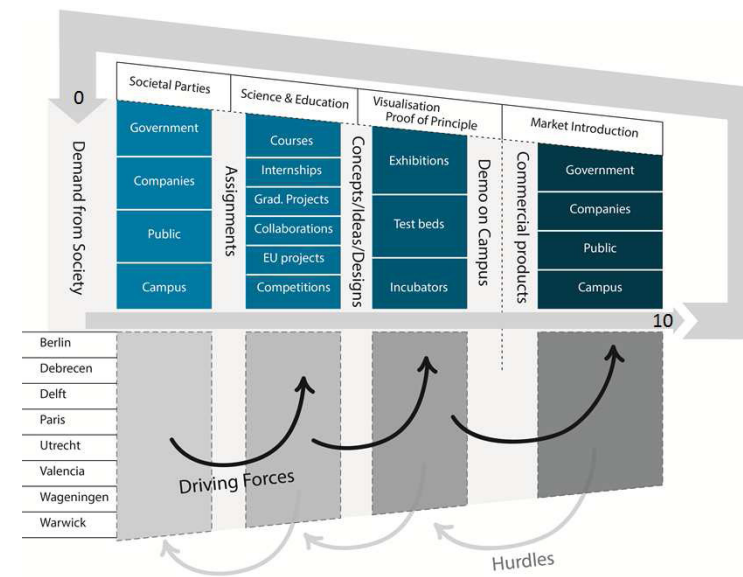 0
Societal Parties
Science & Education
Visualisation
Proof of Principle
Market Introduction
Demand from Society
Government
Companies
Public
Campus
Assignments
Courses
Internships
Grad. Projects
Collaborations
EU projects
Competitions
Concepts/Ideas/Designs
Exhibitions
Test beds
Incubators
Demo on Campus
Commercial products
Government
Companies
Public
Campus
10
Berlin
Debrecen
Delft
Paris
Utrecht
Valencia
Wageningen
Warwick
Driving Forces
Hurdles